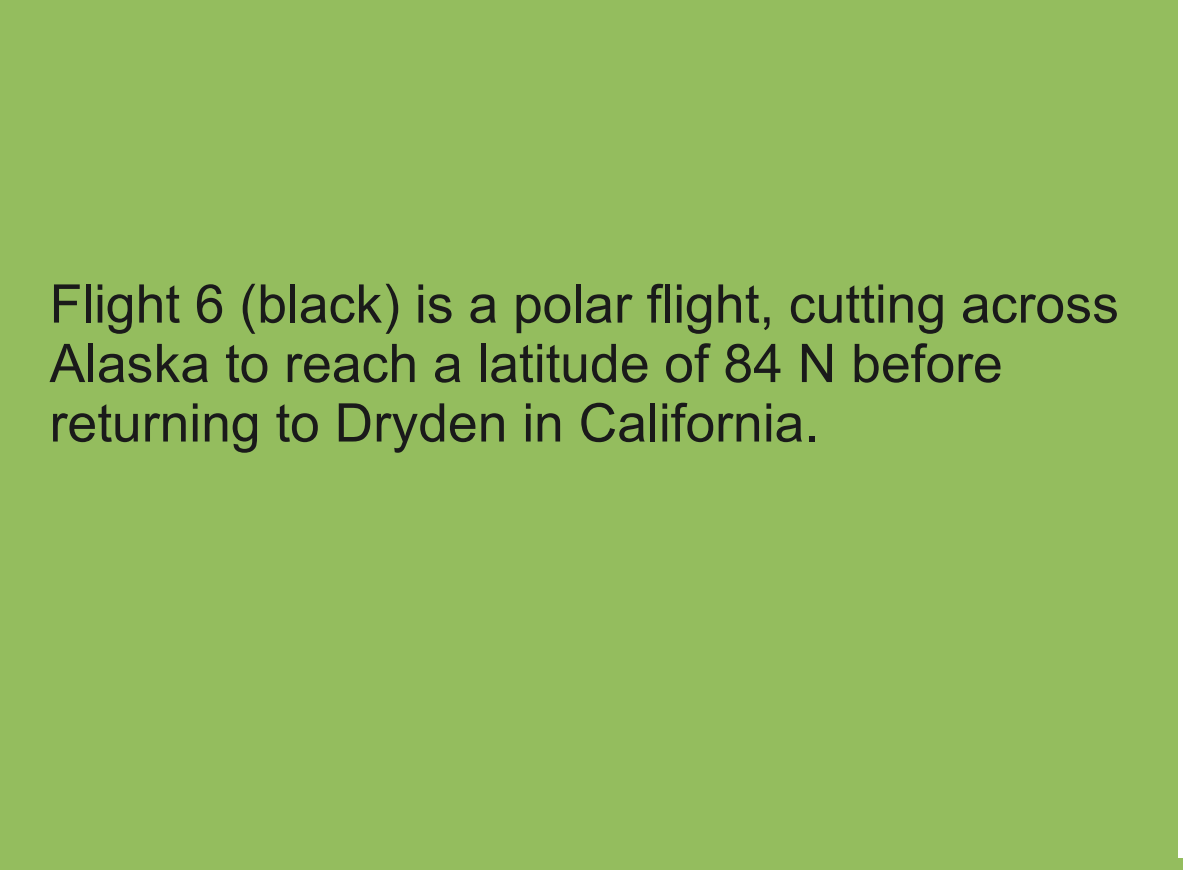 Flight 6 (black) is a polar flight, cutting across
Alaska to reach a latitude of 84 N before
returning to Dryden in California.